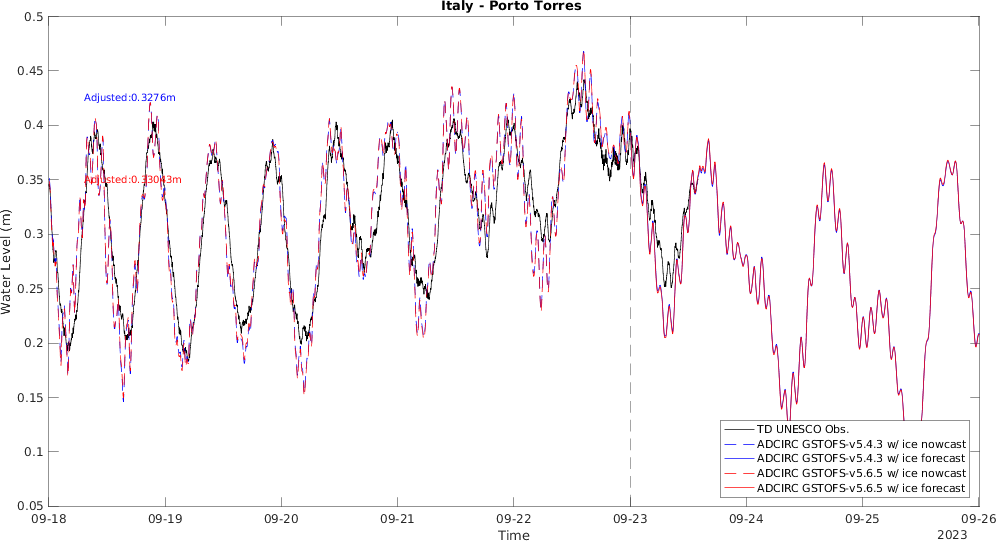 Italy - Porto Torres
Water Level (m)
0.5
0.45
0.4
0.35
0.3
0.25
0.2
0.15
0.1
0.05
Adjusted:0.3276m
Adjusted:0.33043m
TD UNESCO Obs.
ADCIRC GSTOFS-v5.4.3 w/ ice nowcast
ADCIRC GSTOFS-v5.4.3 w/ ice forecast
ADCIRC GSTOFS-v5.6.5 w/ ice nowcast
ADCIRC GSTOFS-v5.6.5 w/ ice forecast
09-18 09-19 09-20 09-21 09-22 09-23 09-24 09-25 09-26
Time
2023